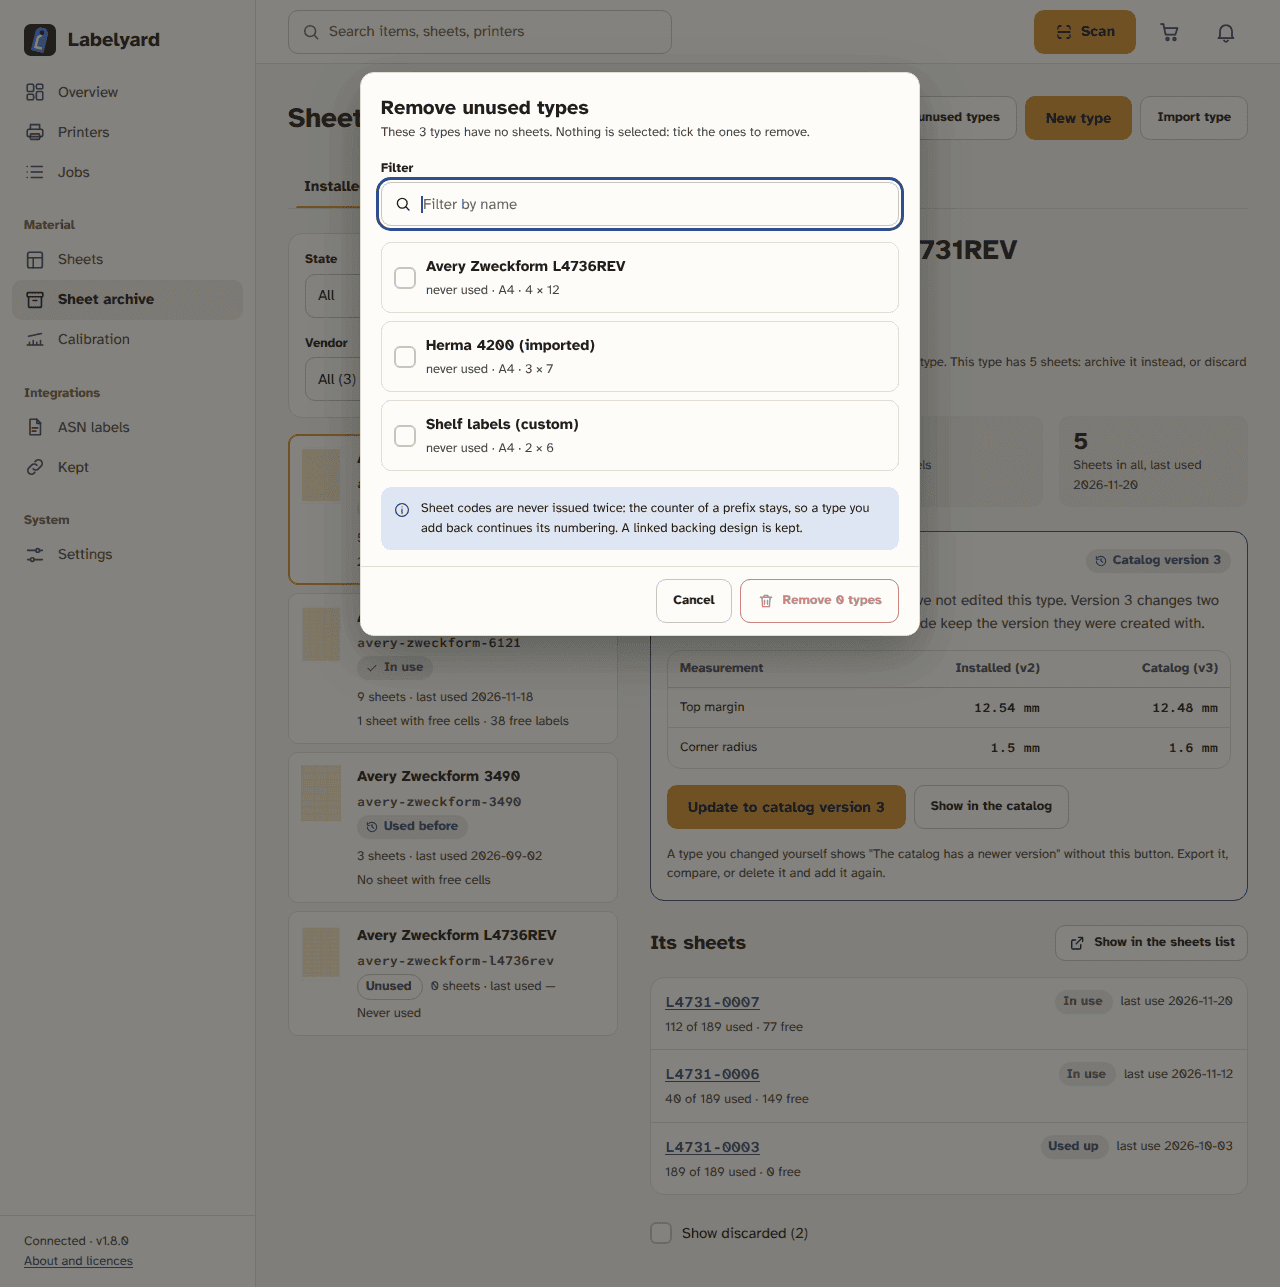 Labelyard
Search items, sheets, printers
Scan
Overview
Printers
Jobs
Material
Sheets
Sheet archive
Calibration
Integrations
ASN labels
Kept
System
Settings
Connected · v1.8.0
About and licences
Sheet
unused types
New type
Import type
Installe
State
All
Vendor
All (3)
Remove unused types
These 3 types have no sheets. Nothing is selected: tick the ones to remove.
Filter
Filter by name
Avery Zweckform L4736REV
never used · A4 · 4 × 12
Herma 4200 (imported)
never used · A4 · 3 × 7
Shelf labels (custom)
never used · A4 · 2 × 6
Sheet codes are never issued twice: the counter of a prefix stays, so a type you
add back continues its numbering. A linked backing design is kept.
Cancel
Remove 0 types
avery-zweckform-6121
In use
9 sheets · last used 2026-11-18
1 sheet with free cells · 38 free labels
Avery Zweckform 3490
avery-zweckform-3490
Used before
3 sheets · last used 2026-09-02
No sheet with free cells
Avery Zweckform L4736REV
avery-zweckform-l4736rev
Unused
0 sheets · last used —
Never used
731REV
type. This type has 5 sheets: archive it instead, or discard
5
Sheets in all, last used
2026-11-20
Catalog version 3
ve not edited this type. Version 3 changes two
de keep the version they were created with.
Measurement Installed (v2) Catalog (v3)
Top margin 12.54 mm 12.48 mm
Corner radius 1.5 mm 1.6 mm
Update to catalog version 3
Show in the catalog
A type you changed yourself shows "The catalog has a newer version" without this button. Export it,
compare, or delete it and add it again.
Its sheets
Show in the sheets list
L4731-0007
In use
last use 2026-11-20
112 of 189 used · 77 free
L4731-0006
In use
last use 2026-11-12
40 of 189 used · 149 free
L4731-0003
Used up
last use 2026-10-03
189 of 189 used · 0 free
Show discarded (2)